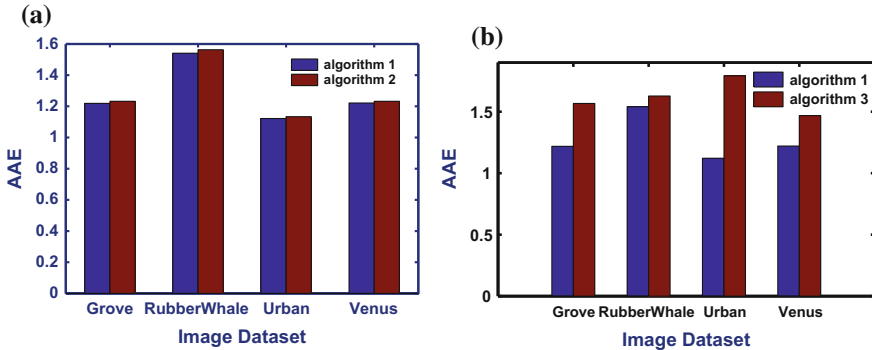 (a)
1.6
1.4
1.2
1
0.8
0.6
0.4
0.2
0
AAE
algorithm 1
algorithm 2
Grove RubberWhale Urban Venus
Image Dataset
(b)
1.5
1
0.5
0
AAE
algorithm 1
algorithm 3
Grove RubberWhale Urban Venus
Image Dataset